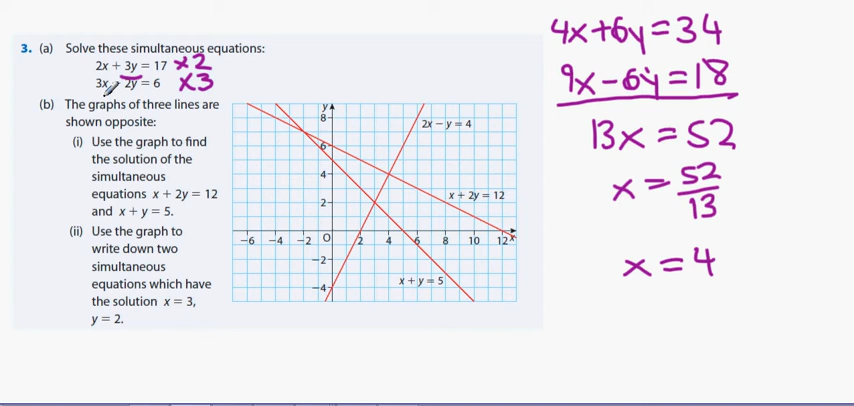 3. (a) Solve these simultaneous equations:
2x + 3y = 17 ×2
3x - 2y = 6 ×3
(b) The graphs of three lines are
shown opposite:
(i) Use the graph to find
the solution of the
simultaneous
equations x + 2y = 12
and x + y = 5.
(ii) Use the graph to
write down two
simultaneous
equations which have
the solution x = 3,
y = 2.
y
8
6
4
2
−6 −4 −2 O 2 4 6 8 10 12 x
−2
−4
2x − y = 4
x + 2y = 12
x + y = 5
4x+6y=34
9x-6y=18
13x=52
x=52/13
x=4